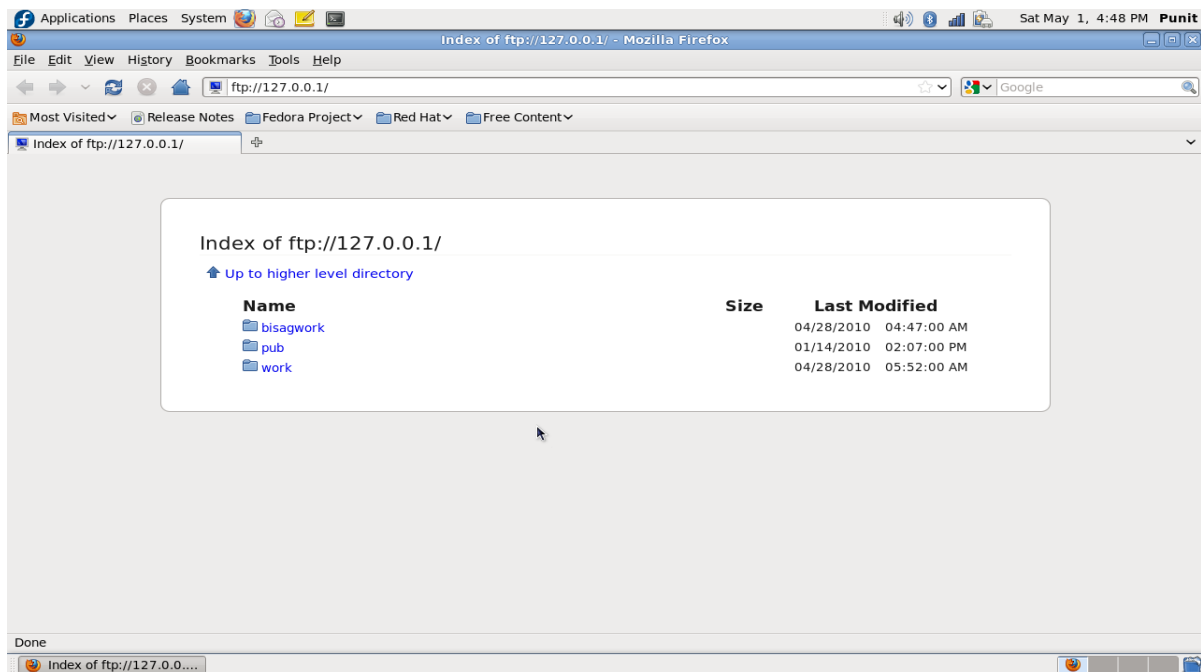 Applications Places System Sat May 1, 4:48 PM Punit
Index of ftp://127.0.0.1/ - Mozilla Firefox
File Edit View History Bookmarks Tools Help
ftp://127.0.0.1/ Google
Most Visited Release Notes Fedora Project Red Hat Free Content
Index of ftp://127.0.0.1/
Index of ftp://127.0.0.1/
Up to higher level directory
Name Size Last Modified
bisagwork 04/28/2010 04:47:00 AM
pub 01/14/2010 02:07:00 PM
work 04/28/2010 05:52:00 AM
Done
Index of ftp://127.0.0....